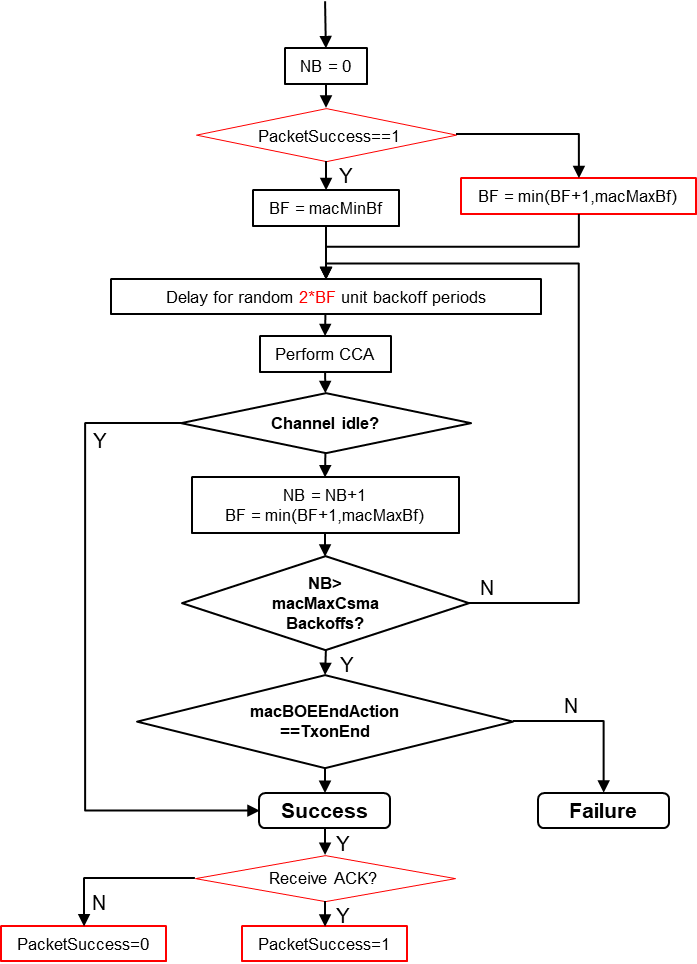 NB = 0
PacketSuccess==1
Y
BF = macMinBf
BF = min(BF+1,macMaxBf)
Delay for random 2*BF unit backoff periods
Perform CCA
Channel idle?
Y
NB = NB+1
BF = min(BF+1,macMaxBf)
NB>
macMaxCsma
Backoffs?
N
Y
macBOEEndAction
==TxonEnd
N
Success
Failure
Y
Receive ACK?
N
Y
PacketSuccess=0
PacketSuccess=1